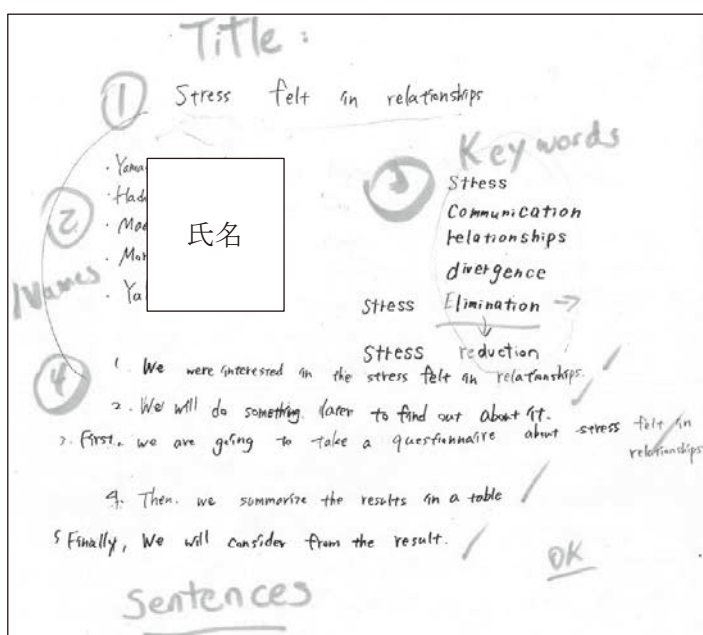 Title :
① Stress felt in relationships
② Names
氏名
③ Key words
Stress
Communication
relationships
divergence
Stress Elimination →
Stress reduction
④
1. We were interested in the stress felt in relationships.
2. We will do something later to find out about it.
3. First, we are going to take a questionnaire about stress felt in relationships
4. Then, we summarize the results in a table
5 Finally, We will consider from the result.
OK
Sentences